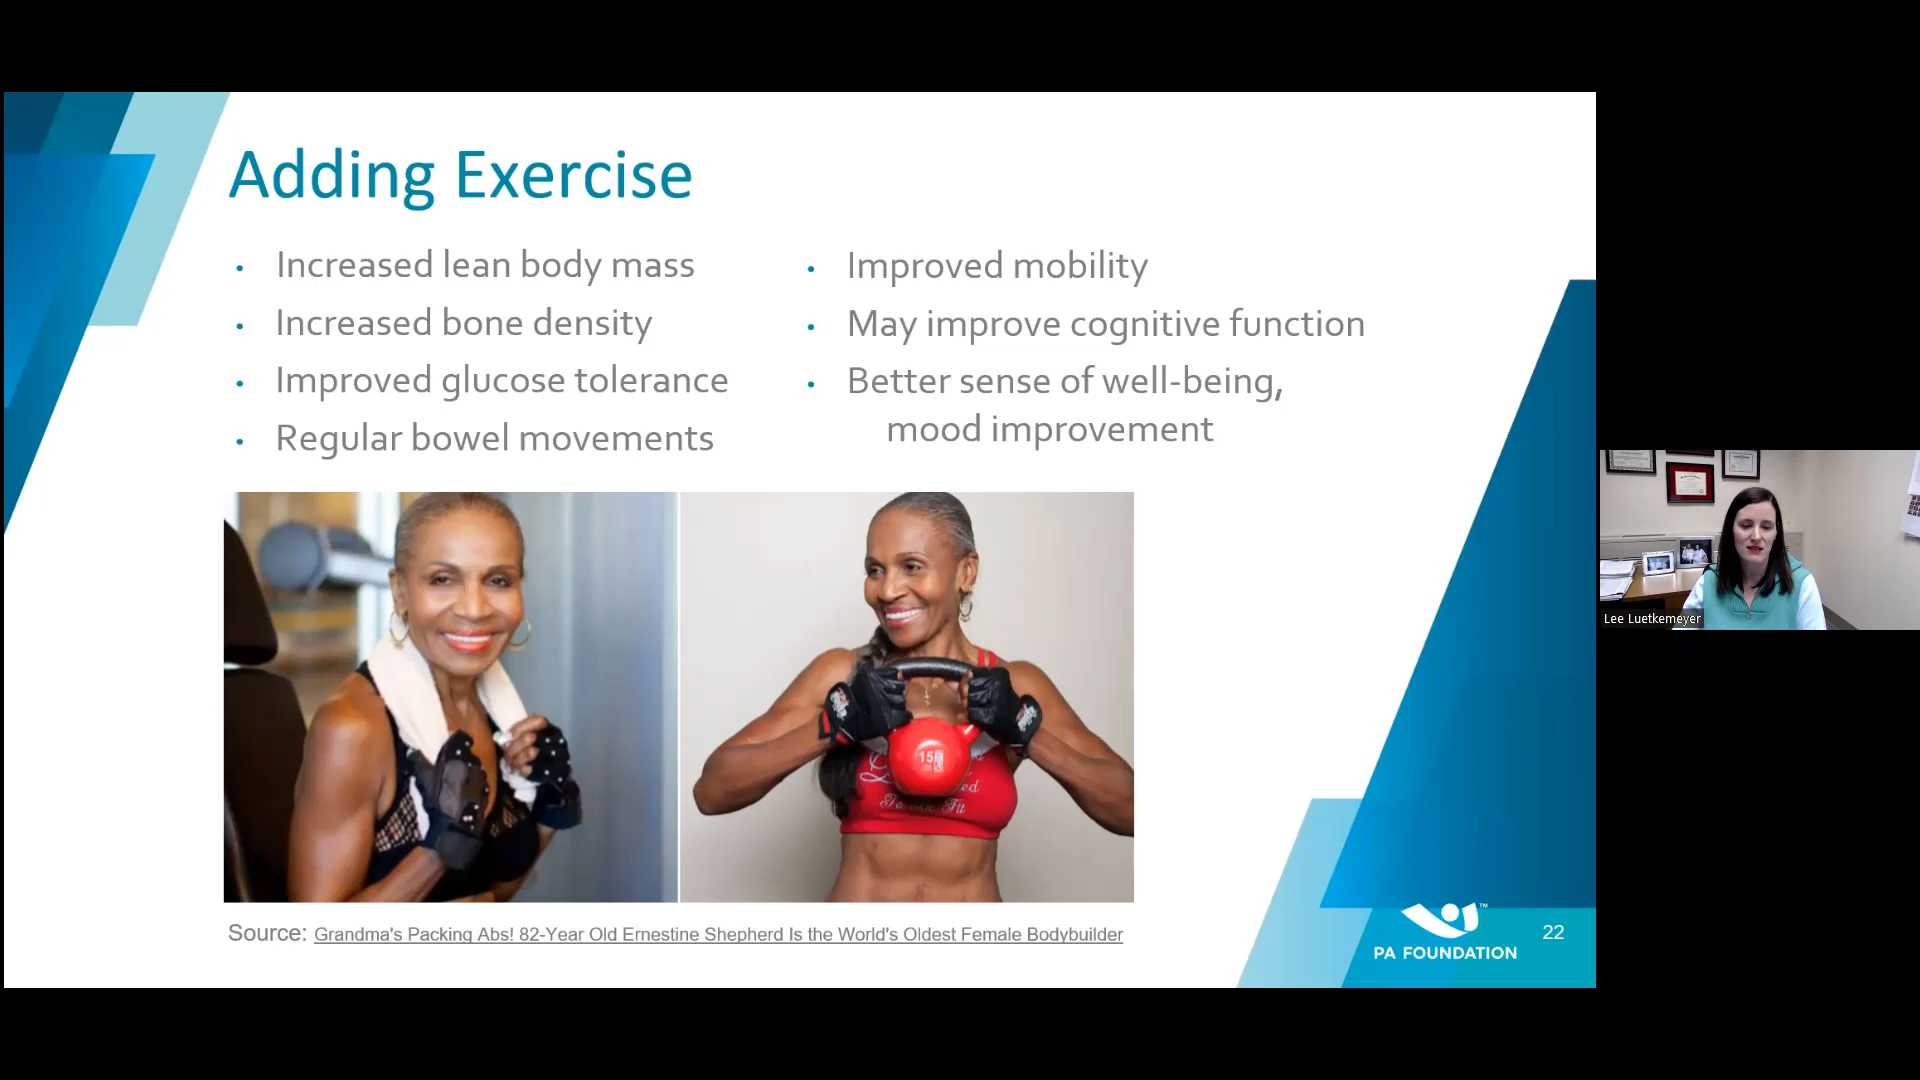 Adding Exercise
• Increased lean body mass
• Increased bone density
• Improved glucose tolerance
• Regular bowel movements
• Improved mobility
• May improve cognitive function
• Better sense of well-being,
mood improvement
15
Source: Grandma's Packing Abs! 82-Year Old Ernestine Shepherd Is the World's Oldest Female Bodybuilder
™
PA FOUNDATION
22
Lee Luetkemeyer